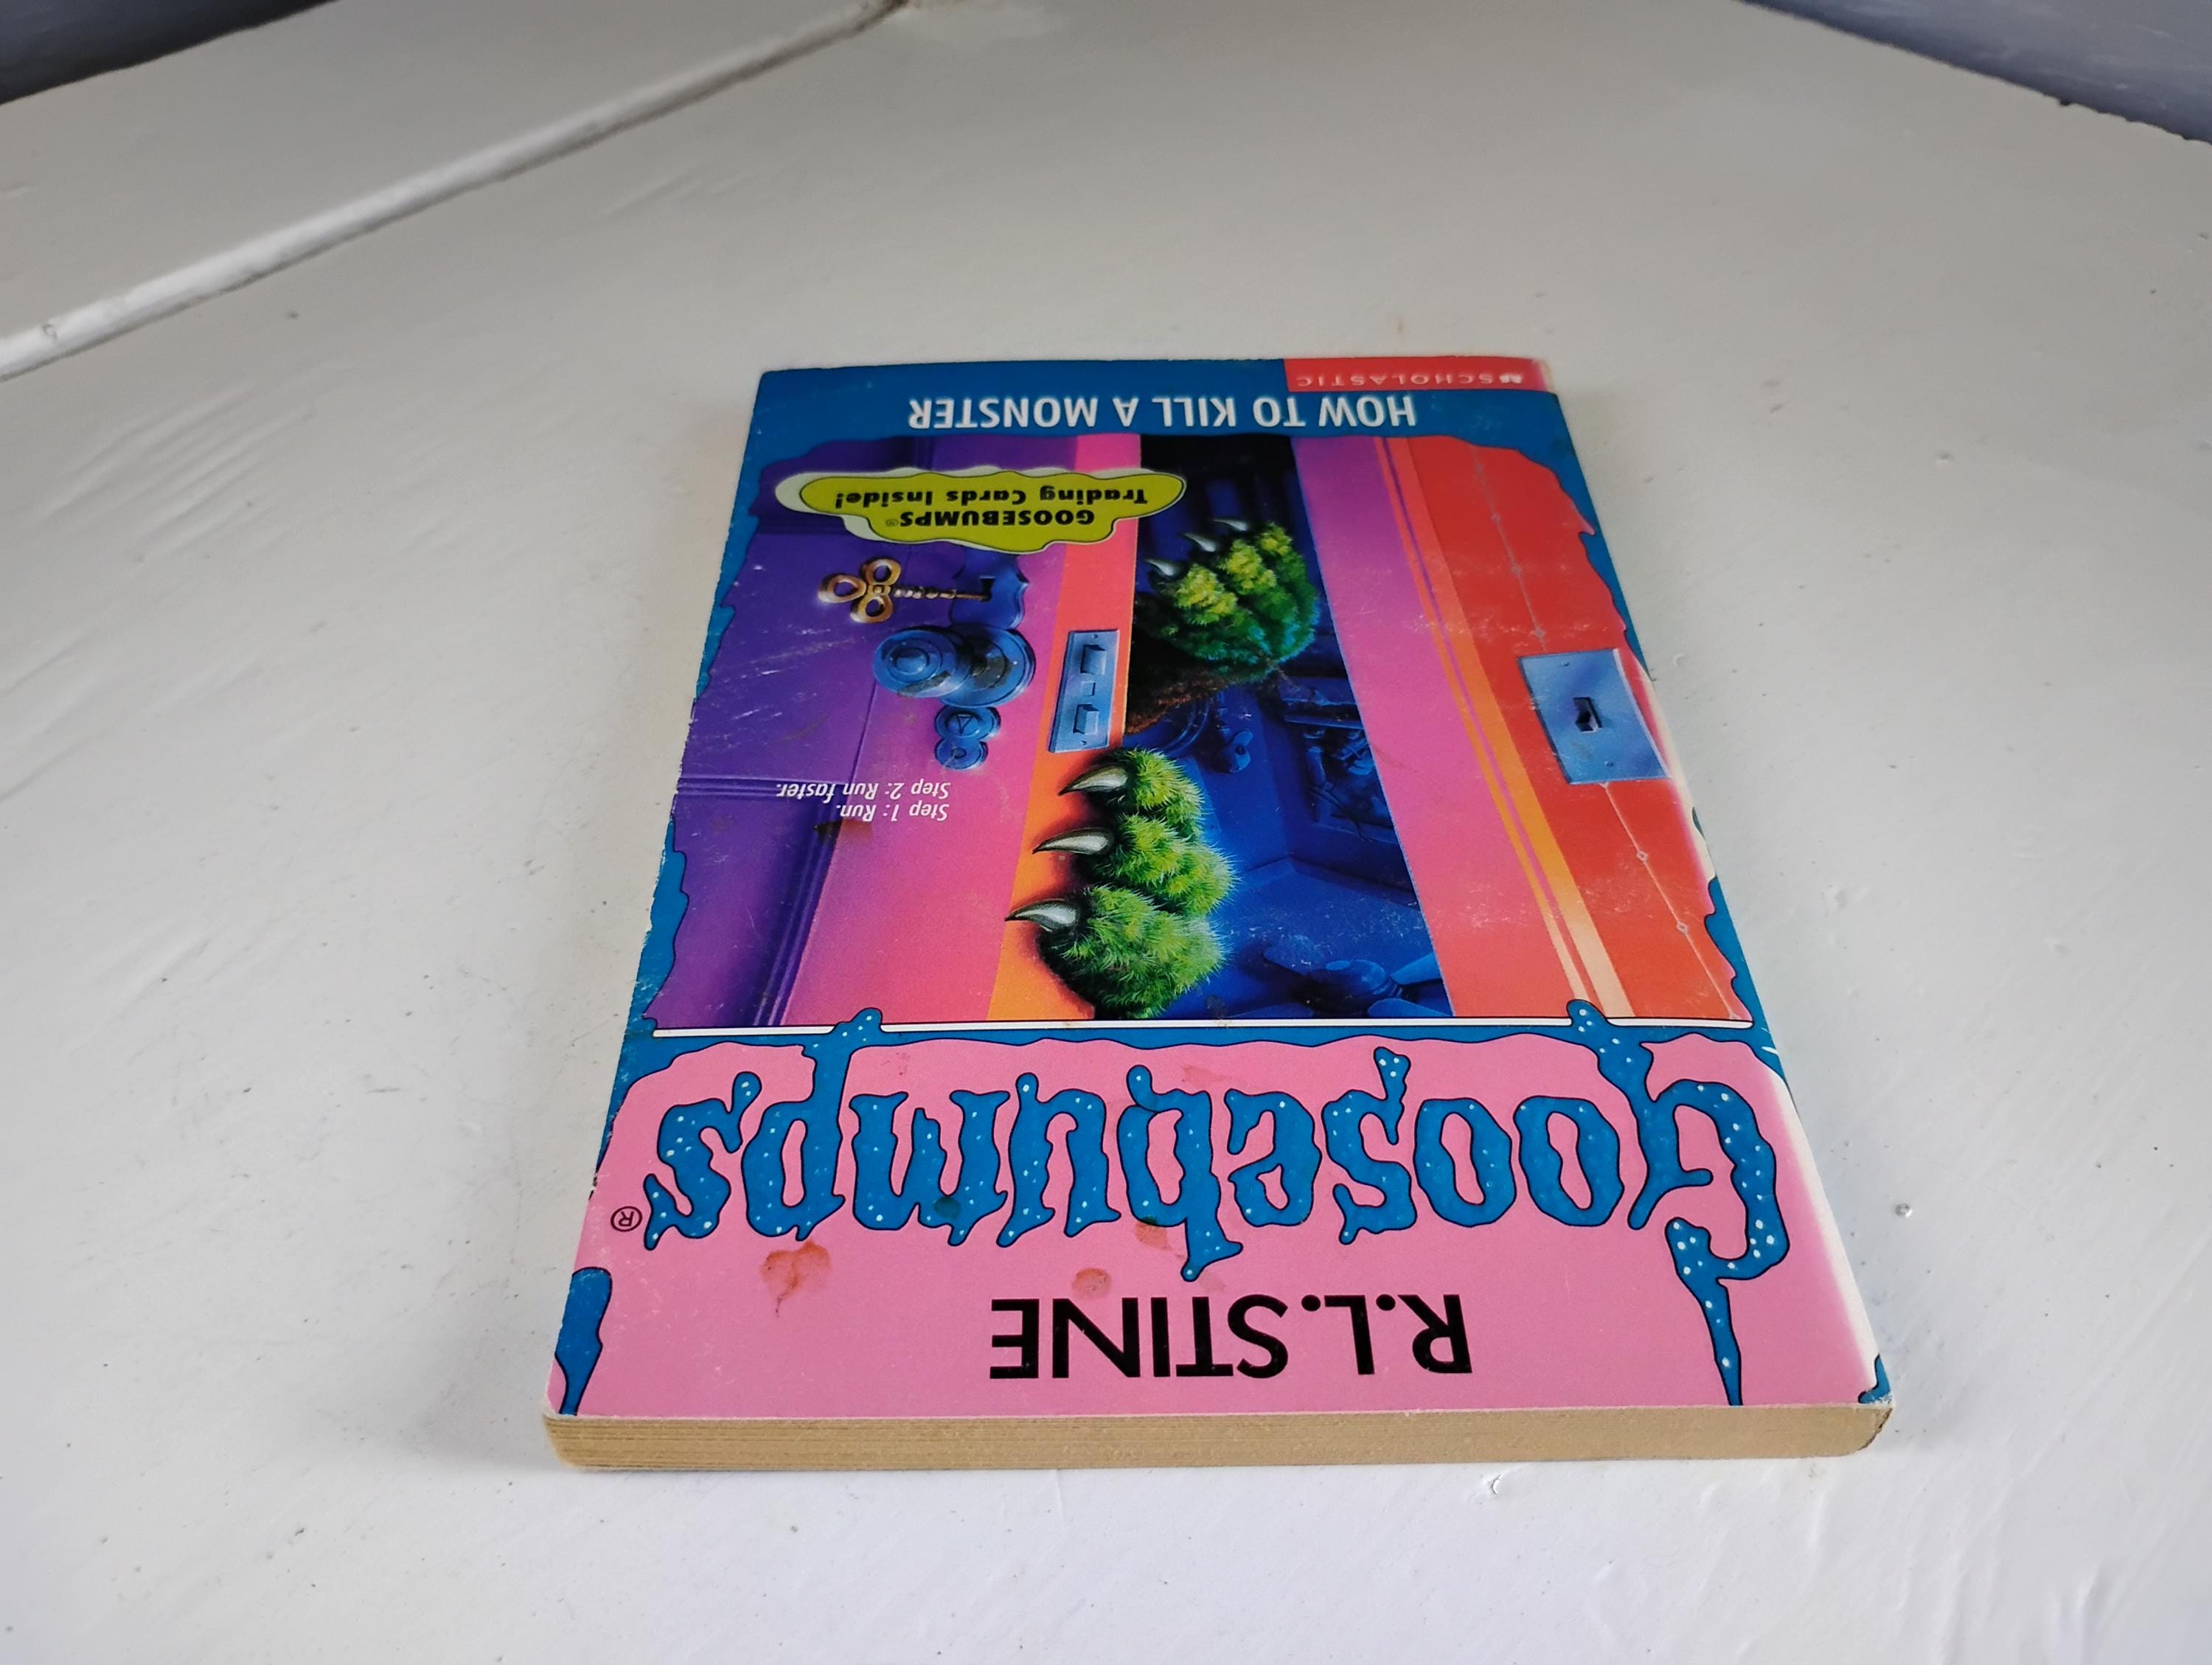 R.L. STINE
Goosebumps®
Step 1: Run.
Step 2: Run faster.
GOOSEBUMPS®
Trading Cards Inside!
HOW TO KILL A MONSTER
SCHOLASTIC